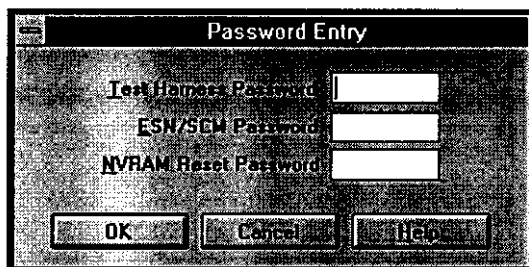 Password Entry
Test Harness Password
ESN/SCM Password
NVRAM Reset Password
OK Cancel Help